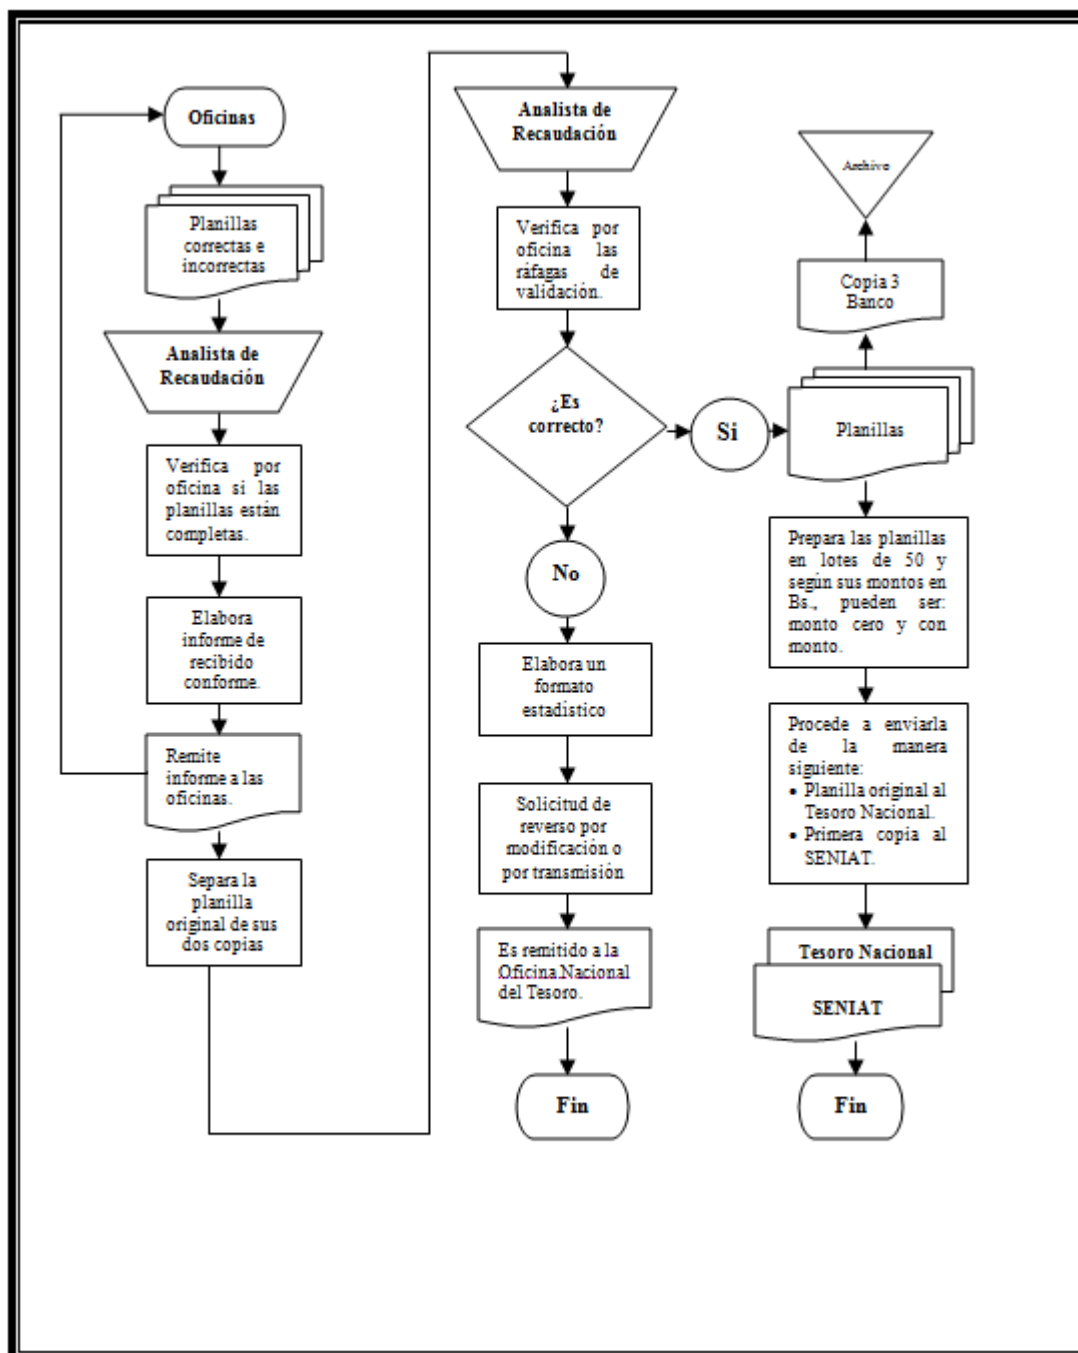 Oficinas
Planillas
correctas e
incorrectas
Analista de
Recaudación
Verifica por
oficina si las
planillas están
completas.
Elabora
informe de
recibido
conforme.
Remite
informe a las
oficinas.
Separa la
planilla
original de sus
dos copias
Analista de
Recaudación
Verifica por
oficina las
ráfagas de
validación.
¿Es
correcto?
Si
No
Elabora un
formato
estadistico
Solicitud de
reverso por
modificación o
por transmisión
Es remitido a la
Oficina Nacional
del Tesoro.
Fin
Archivo
Copia 3
Banco
Planillas
Prepara las planillas
en lotes de 50 y
según sus montos en
Bs., pueden ser:
monto cero y con
monto.
Procede a enviarla
de la manera
siguiente:
• Planilla original al
Tesoro Nacional.
• Primera copia al
SENIAT.
Tesoro Nacional
SENIAT
Fin